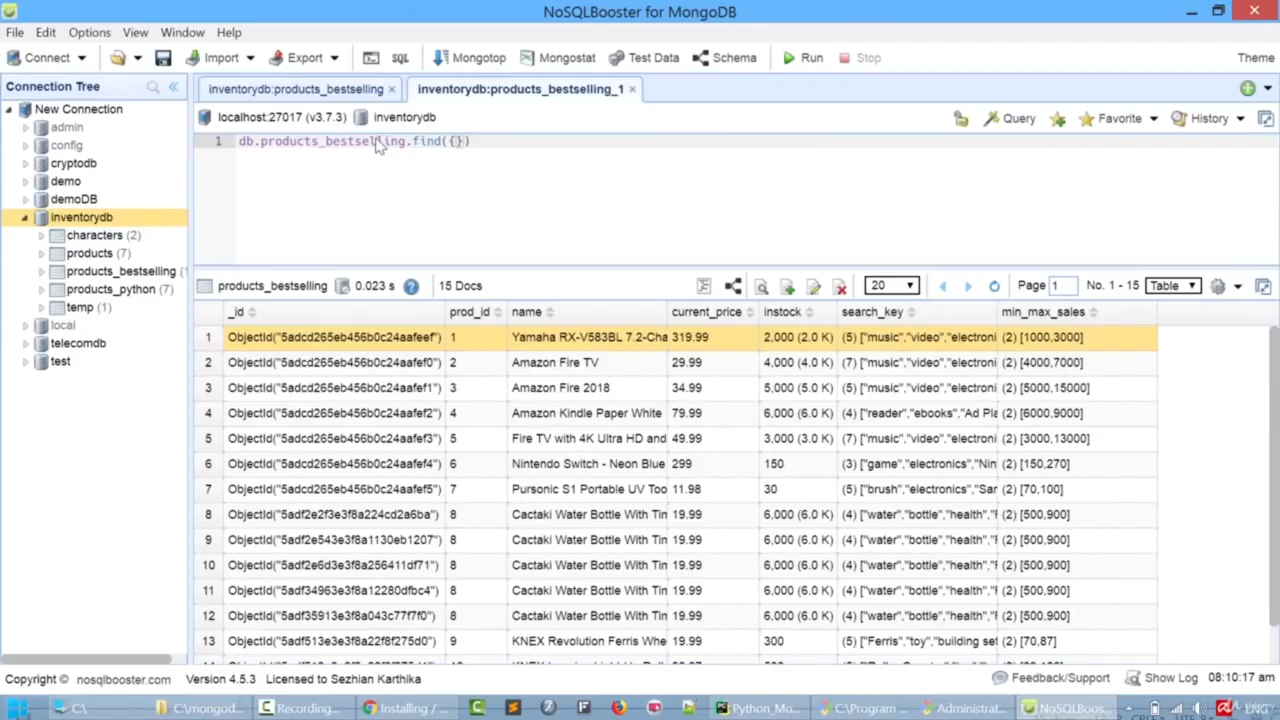 NoSQLBooster for MongoDB
File Edit Options View Window Help
Connect Import Export SQL Mongotop Mongostat Test Data Schema Run Stop Theme
Connection Tree
inventorydb:products_bestselling × inventorydb:products_bestselling_1 ×
New Connection
admin
config
cryptodb
demo
demoDB
inventorydb
characters (2)
products (7)
products_bestselling (1
products_python (7)
temp (1)
local
telecomdb
test
localhost:27017 (v3.7.3) inventorydb Query Favorite History
1 db.products_bestselling.find({})
products_bestselling 0.023 s 15 Docs 20 Page 1 No. 1 - 15 Table
_id prod_id name current_price instock search_key min_max_sales
1 ObjectId("5adcd265eb456b0c24aafeef") 1 Yamaha RX-V583BL 7.2-Cha 319.99 2,000 (2.0 K) (5) ["music","video","electroni (2) [1000,3000]
2 ObjectId("5adcd265eb456b0c24aafef0") 2 Amazon Fire TV 29.99 4,000 (4.0 K) (7) ["music","video","electroni (2) [4000,7000]
3 ObjectId("5adcd265eb456b0c24aafef1") 3 Amazon Fire 2018 34.99 5,000 (5.0 K) (5) ["music","video","electroni (2) [5000,15000]
4 ObjectId("5adcd265eb456b0c24aafef2") 4 Amazon Kindle Paper White 79.99 6,000 (6.0 K) (4) ["reader","ebooks","Ad Pla (2) [6000,9000]
5 ObjectId("5adcd265eb456b0c24aafef3") 5 Fire TV with 4K Ultra HD and 49.99 3,000 (3.0 K) (7) ["music","video","electroni (2) [3000,13000]
6 ObjectId("5adcd265eb456b0c24aafef4") 6 Nintendo Switch - Neon Blue 299 150 (3) ["game","electronics","Nin (2) [150,270]
7 ObjectId("5adcd265eb456b0c24aafef5") 7 Pursonic S1 Portable UV Too 11.98 30 (5) ["brush","electronics","Sar (2) [70,100]
8 ObjectId("5adf2e2f3e3f8a224cd2a6ba") 8 Cactaki Water Bottle With Tin 19.99 6,000 (6.0 K) (4) ["water","bottle","health"," (2) [500,900]
9 ObjectId("5adf2e543e3f8a1130eb1207") 8 Cactaki Water Bottle With Tin 19.99 6,000 (6.0 K) (4) ["water","bottle","health"," (2) [500,900]
10 ObjectId("5adf2e6d3e3f8a256411df71") 8 Cactaki Water Bottle With Tin 19.99 6,000 (6.0 K) (4) ["water","bottle","health"," (2) [500,900]
11 ObjectId("5adf34963e3f8a12280dfbc4") 8 Cactaki Water Bottle With Tin 19.99 6,000 (6.0 K) (4) ["water","bottle","health"," (2) [500,900]
12 ObjectId("5adf35913e3f8a043c77f7f0") 8 Cactaki Water Bottle With Tin 19.99 6,000 (6.0 K) (4) ["water","bottle","health"," (2) [500,900]
13 ObjectId("5adf513e3e3f8a22f8f275d0") 9 KNEX Revolution Ferris Whe 19.99 300 (5) ["Ferris","toy","building set (2) [70,87]
Copyright © nosqlbooster.com Version 4.5.3 Licensed to Sezhian Karthika Feedback/Support Show Log 08:10:17 am
C:\ C:\mongod... Recording... Installing / ... Python_Mo... C:\Program ... Administrat... NoSQLBoos... ENG